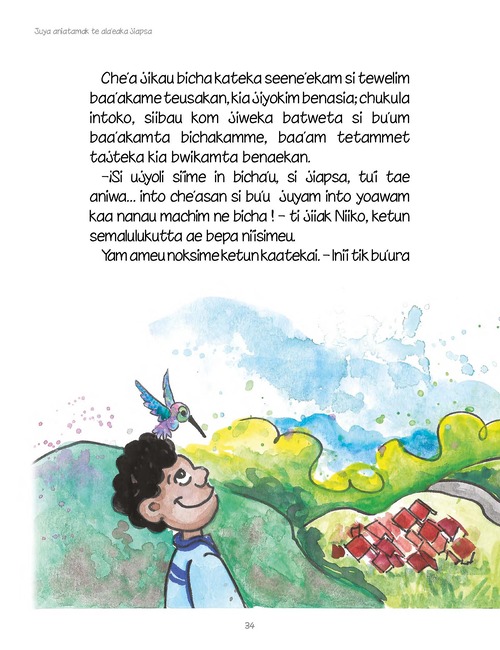 Juya aniatamak te ala'eaka Jiapsa
Che'a jikau bicha kateka seene'ekam si tewelim
baa'akame teusakan, kia jiyokim benasia; chukula
intoko, siibau kom jiweka batweta si bu'um
baa'akamta bichakamme, baa'am tetammet
tajteka kia bwikamta benaekan.
–¡Si ujyoli siime in bicha'u, si jiapsa, tu'i tae
aniwa... into che'asan si bu'u juyam into yoawam
kaa nanau machim ne bicha ! – ti jiiak Niiko, ketun
semalulukutta ae bepa ni'isimeu.
Yam ameu noksime ketun kaatekai. – Inii tik bu'ura
34